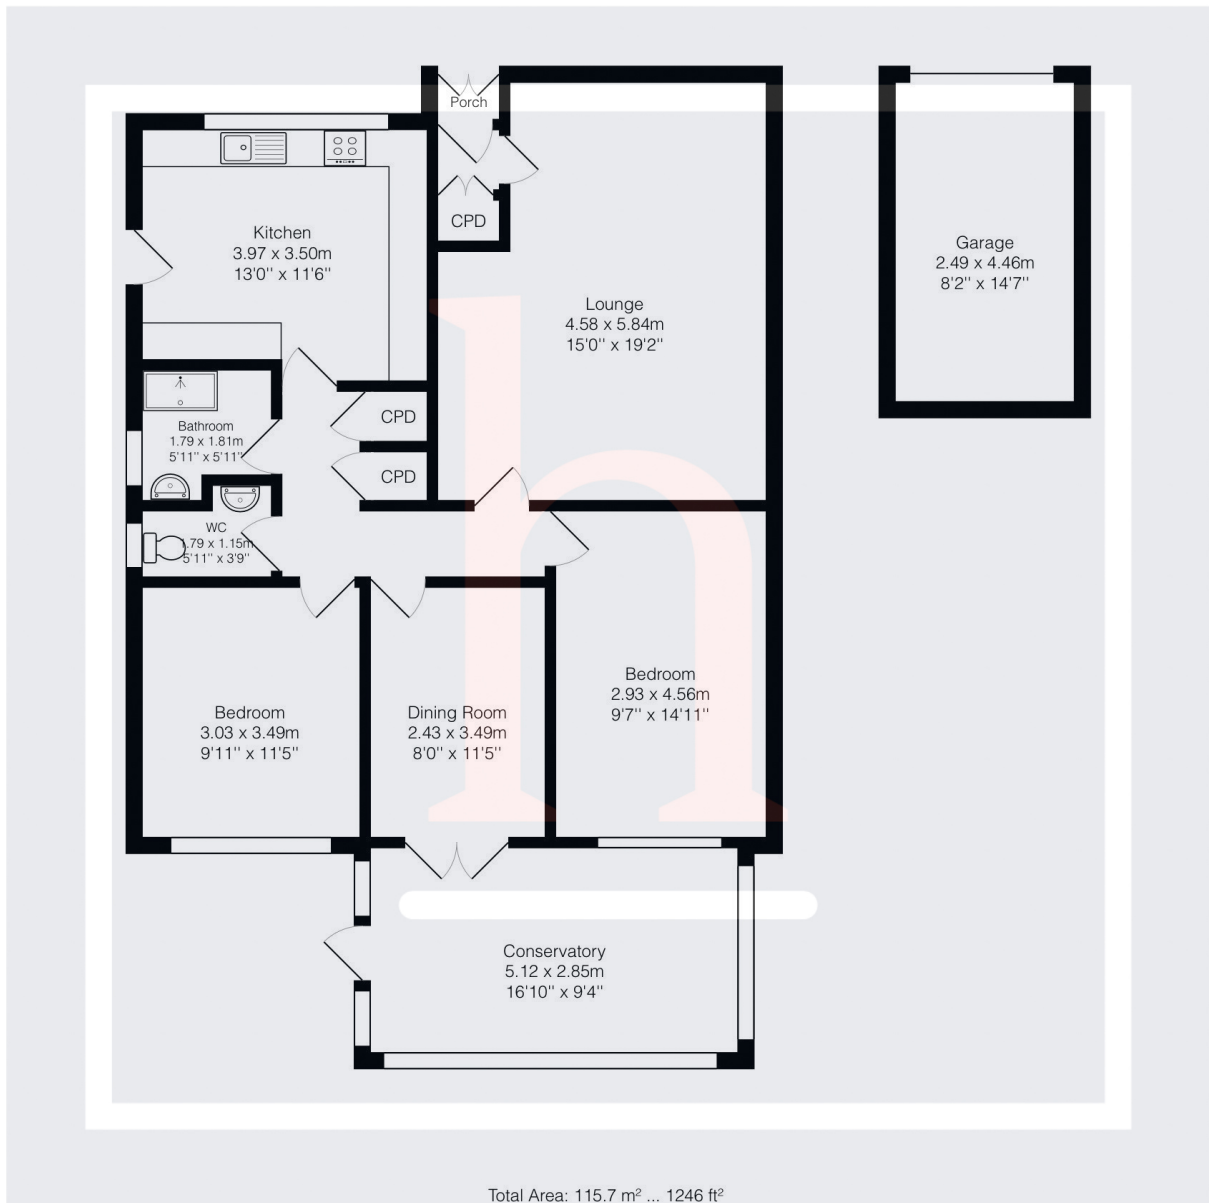 Porch
CPD
Kitchen
3.97 x 3.50m
13'0'' x 11'6''
Garage
2.49 x 4.46m
8'2'' x 14'7''
Lounge
4.58 x 5.84m
15'0'' x 19'2''
CPD
Bathroom
1.79 x 1.81m
5'11'' x 5'11''
CPD
WC
1.79 x 1.15m
5'11'' x 3'9''
Bedroom
2.93 x 4.56m
9'7'' x 14'11''
Bedroom
3.03 x 3.49m
9'11'' x 11'5''
Dining Room
2.43 x 3.49m
8'0'' x 11'5''
h
Conservatory
5.12 x 2.85m
16'10'' x 9'4''
Total Area: 115.7 m² ... 1246 ft²